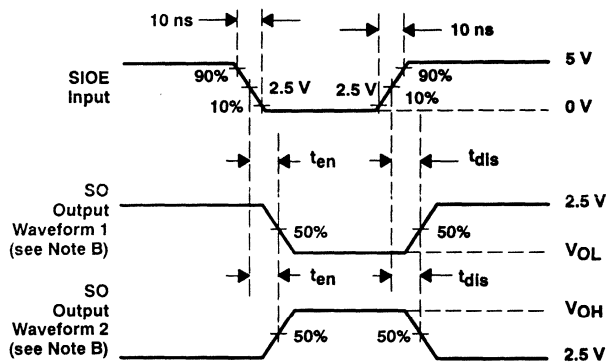 10 ns
10 ns
SIOE
Input
90%
2.5 V
10%
2.5 V
90%
10%
5 V
0 V
ten
tdis
SO
Output
Waveform 1
(see Note B)
50%
50%
2.5 V
VOL
ten
tdis
SO
Output
Waveform 2
(see Note B)
50%
50%
VOH
2.5 V